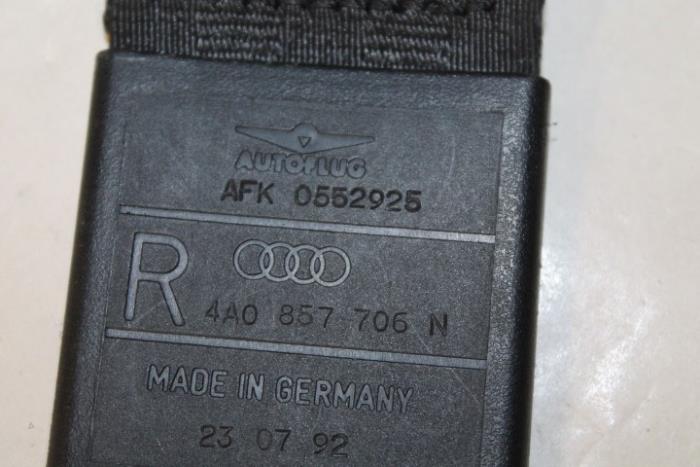 AUTOFLUG
AFK 0552925
R
4A0 857 706 N
MADE IN GERMANY
23 07 92